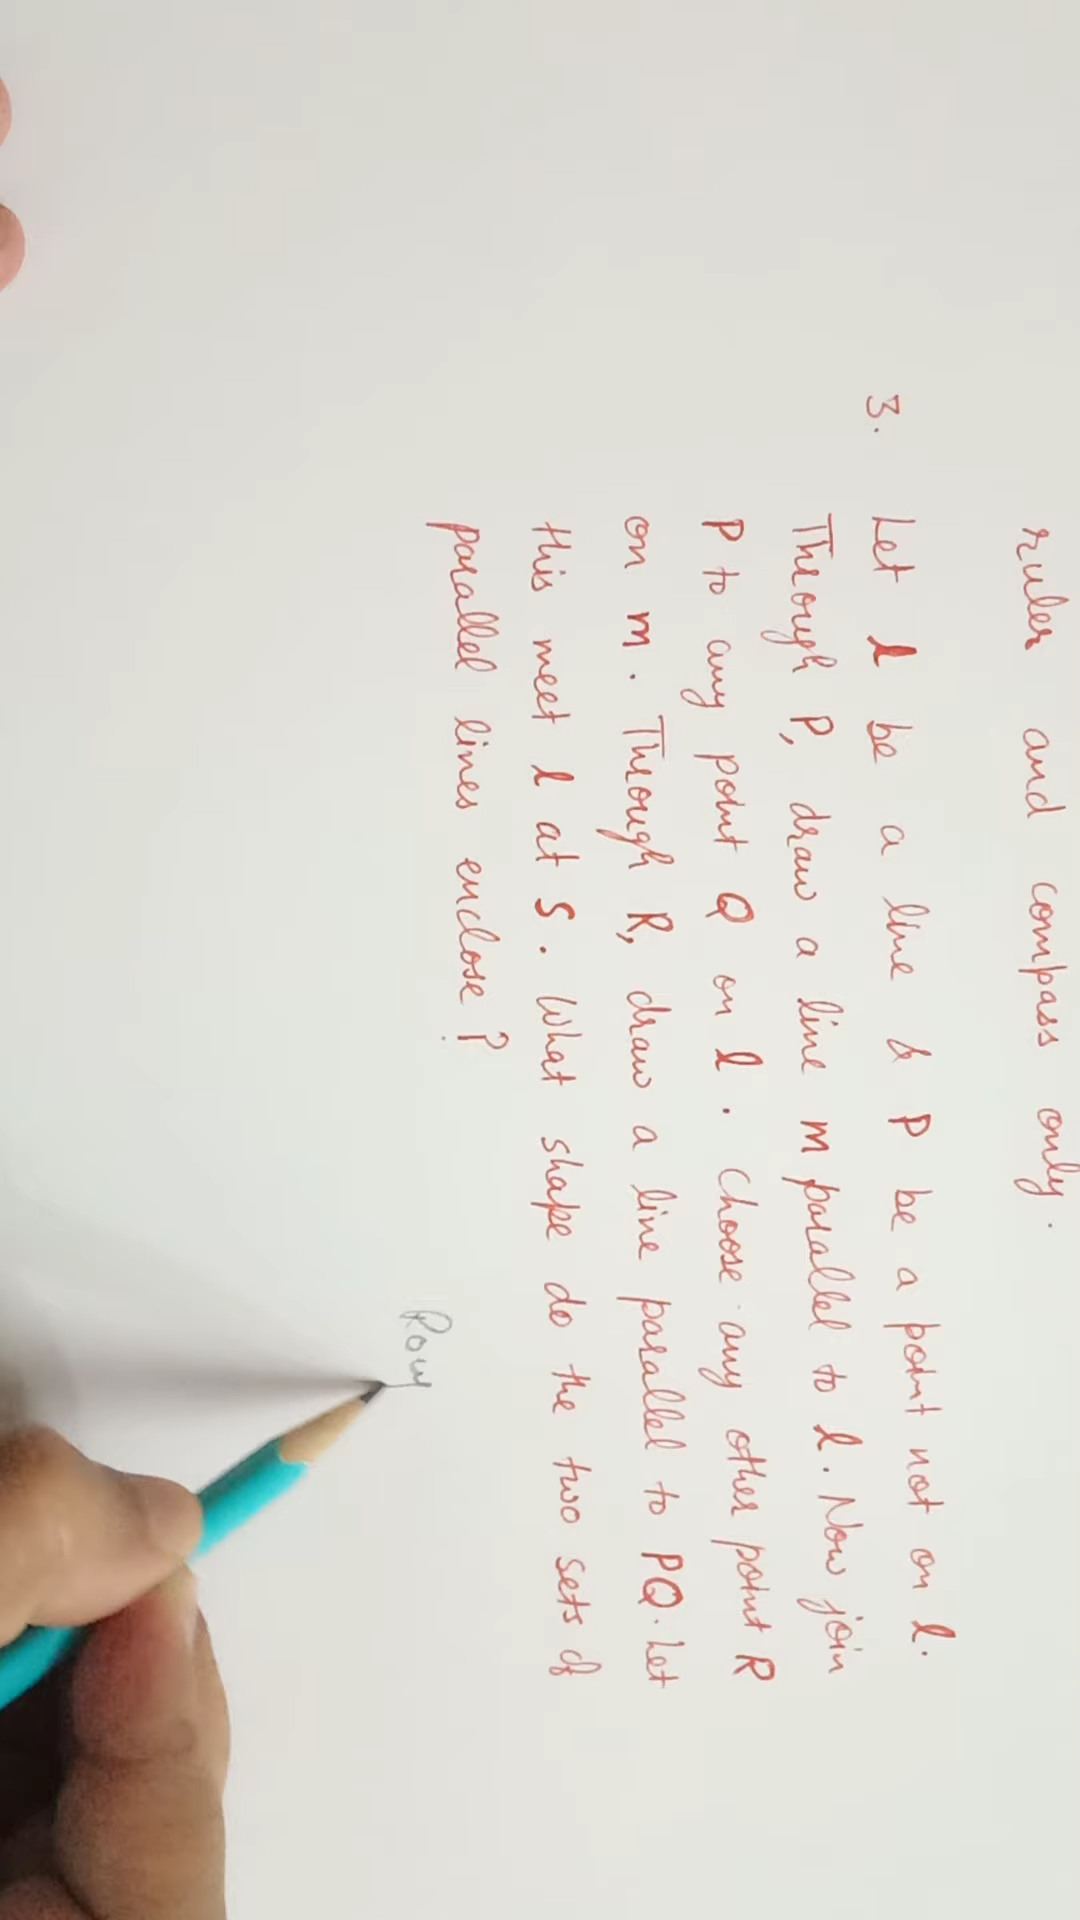 ruler and compass only.
3. Let l be a line & P be a point not on l.
Through P, draw a line m parallel to l. Now join
P to any point Q on l. Choose any other point R
on m. Through R, draw a line parallel to PQ. Let
this meet l at S. What shape do the two sets of
parallel lines enclose?
Rou